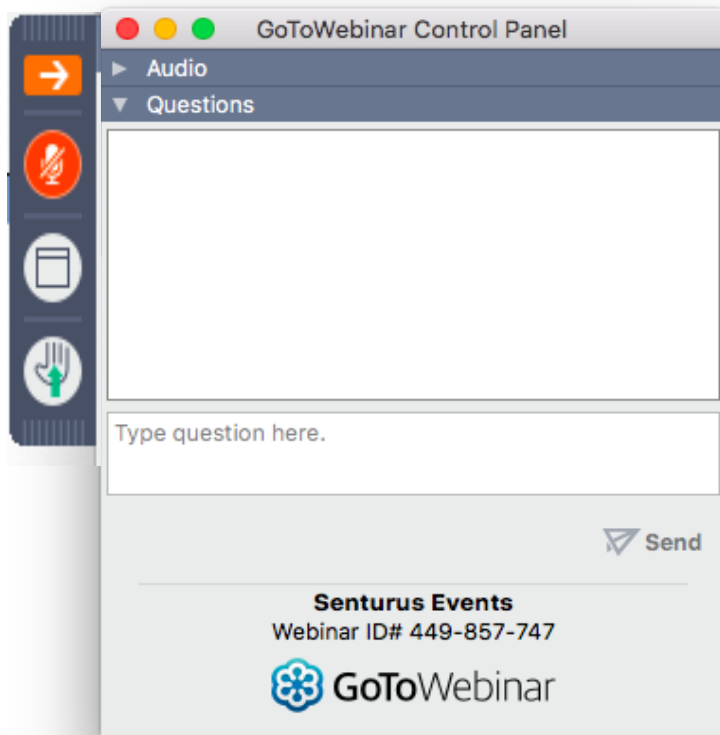 GoToWebinar Control Panel
Audio
Questions
Type question here.
Send
Senturus Events
Webinar ID# 449-857-747
GoToWebinar